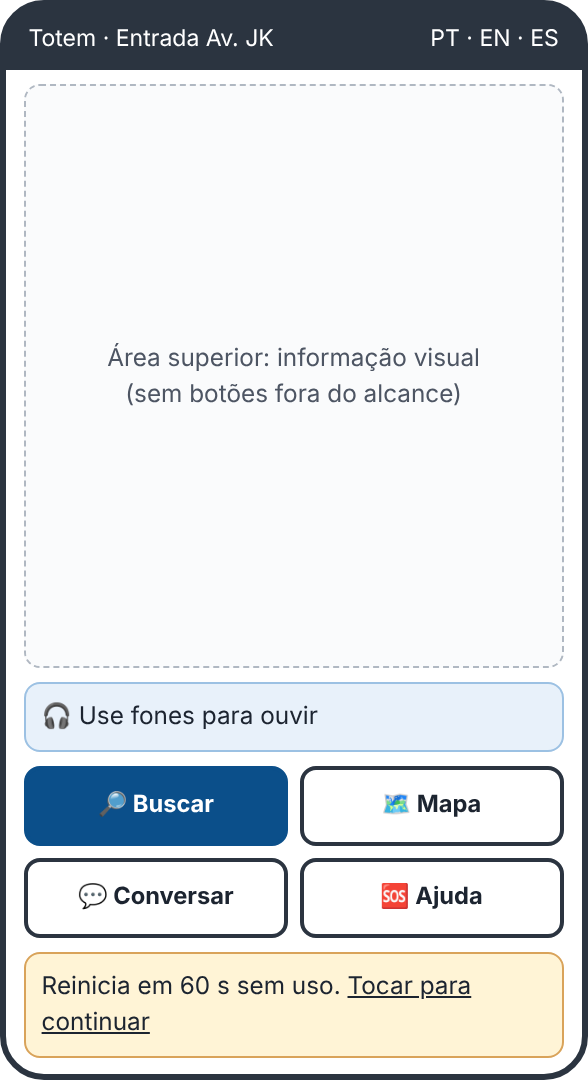 Totem · Entrada Av. JK
PT · EN · ES
Área superior: informação visual
(sem botões fora do alcance)
🎧 Use fones para ouvir
🔎 Buscar
🗺️ Mapa
💬 Conversar
🆘 Ajuda
Reinicia em 60 s sem uso. Tocar para
continuar